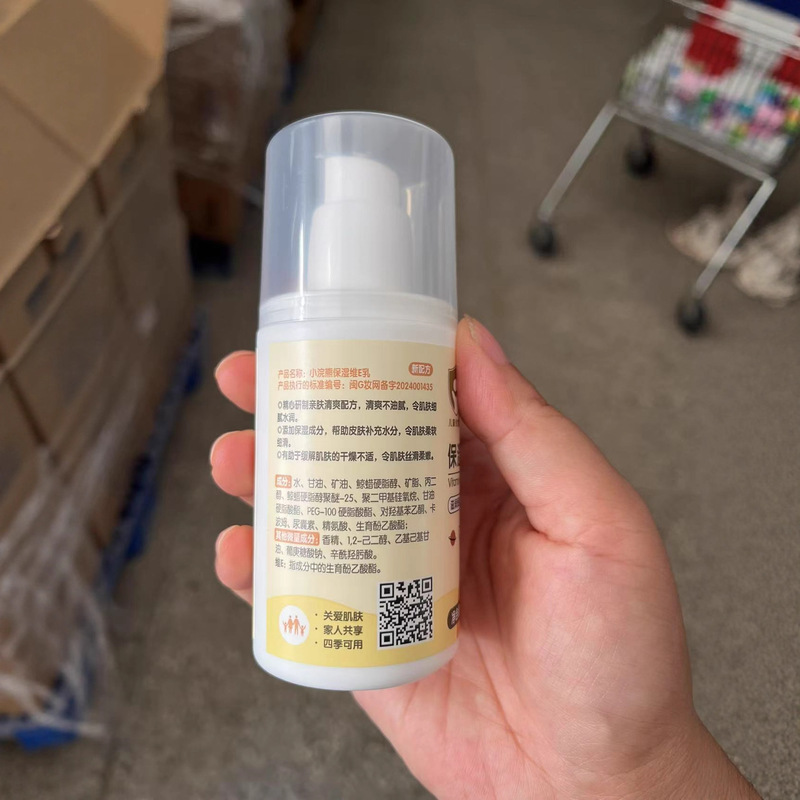 产品名称：小浣熊保湿维E乳
新配方
产品执行的标准编号：闽G妆网备字2024001435
精心研制亲肤清爽配方，清爽不油腻，令肌肤细
腻水润。
添加保湿成分，帮助皮肤补充水分，令肌肤柔软
细滑。
有助于缓解肌肤的干燥不适，令肌肤丝滑柔嫩。
成分：水、甘油、矿油、鲸蜡硬脂醇、矿脂、丙二
醇、鲸蜡硬脂醇聚醚-25、聚二甲基硅氧烷、甘油
硬脂酸酯、PEG-100 硬脂酸酯、对羟基苯乙酮、卡
波姆、尿囊素、精氨酸、生育酚乙酸酯；
其他微量成分：香精、1,2-己二醇、乙基己基甘
油、葡庚糖酸钠、辛酰羟肟酸。
维E：指成分中的生育酚乙酸酯。
· 关爱肌肤
· 家人共享
· 四季可用
保
Vitamin